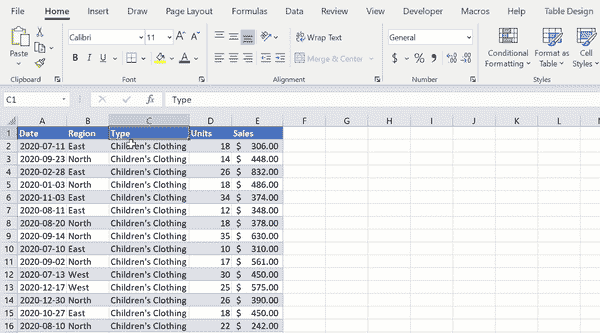 File Home Insert Draw Page Layout Formulas Data Review View Developer Macros Power Pivot Help Table Design
Calibri 11 Wrap Text General
Paste B I U A Merge & Center $ % Conditional Formatting Format as Table Cell Styles
Clipboard Font Alignment Number Styles
C1 fx Type
A B C D E F G H I J K L
1 Date Region Type Units Sales
2 2020-07-11 East Children's Clothing 18 $ 306.00
3 2020-09-23 North Children's Clothing 14 $ 448.00
4 2020-02-28 East Children's Clothing 26 $ 832.00
5 2020-01-03 North Children's Clothing 18 $ 486.00
6 2020-11-03 East Children's Clothing 34 $ 374.00
7 2020-08-11 East Children's Clothing 12 $ 348.00
8 2020-08-20 North Children's Clothing 18 $ 378.00
9 2020-09-14 North Children's Clothing 35 $ 630.00
10 2020-07-10 East Children's Clothing 10 $ 310.00
11 2020-09-02 North Children's Clothing 17 $ 561.00
12 2020-07-13 West Children's Clothing 30 $ 450.00
13 2020-12-17 West Children's Clothing 25 $ 575.00
14 2020-12-30 North Children's Clothing 26 $ 390.00
15 2020-10-27 East Children's Clothing 18 $ 450.00
16 2020-08-10 North Children's Clothing 22 $ 242.00